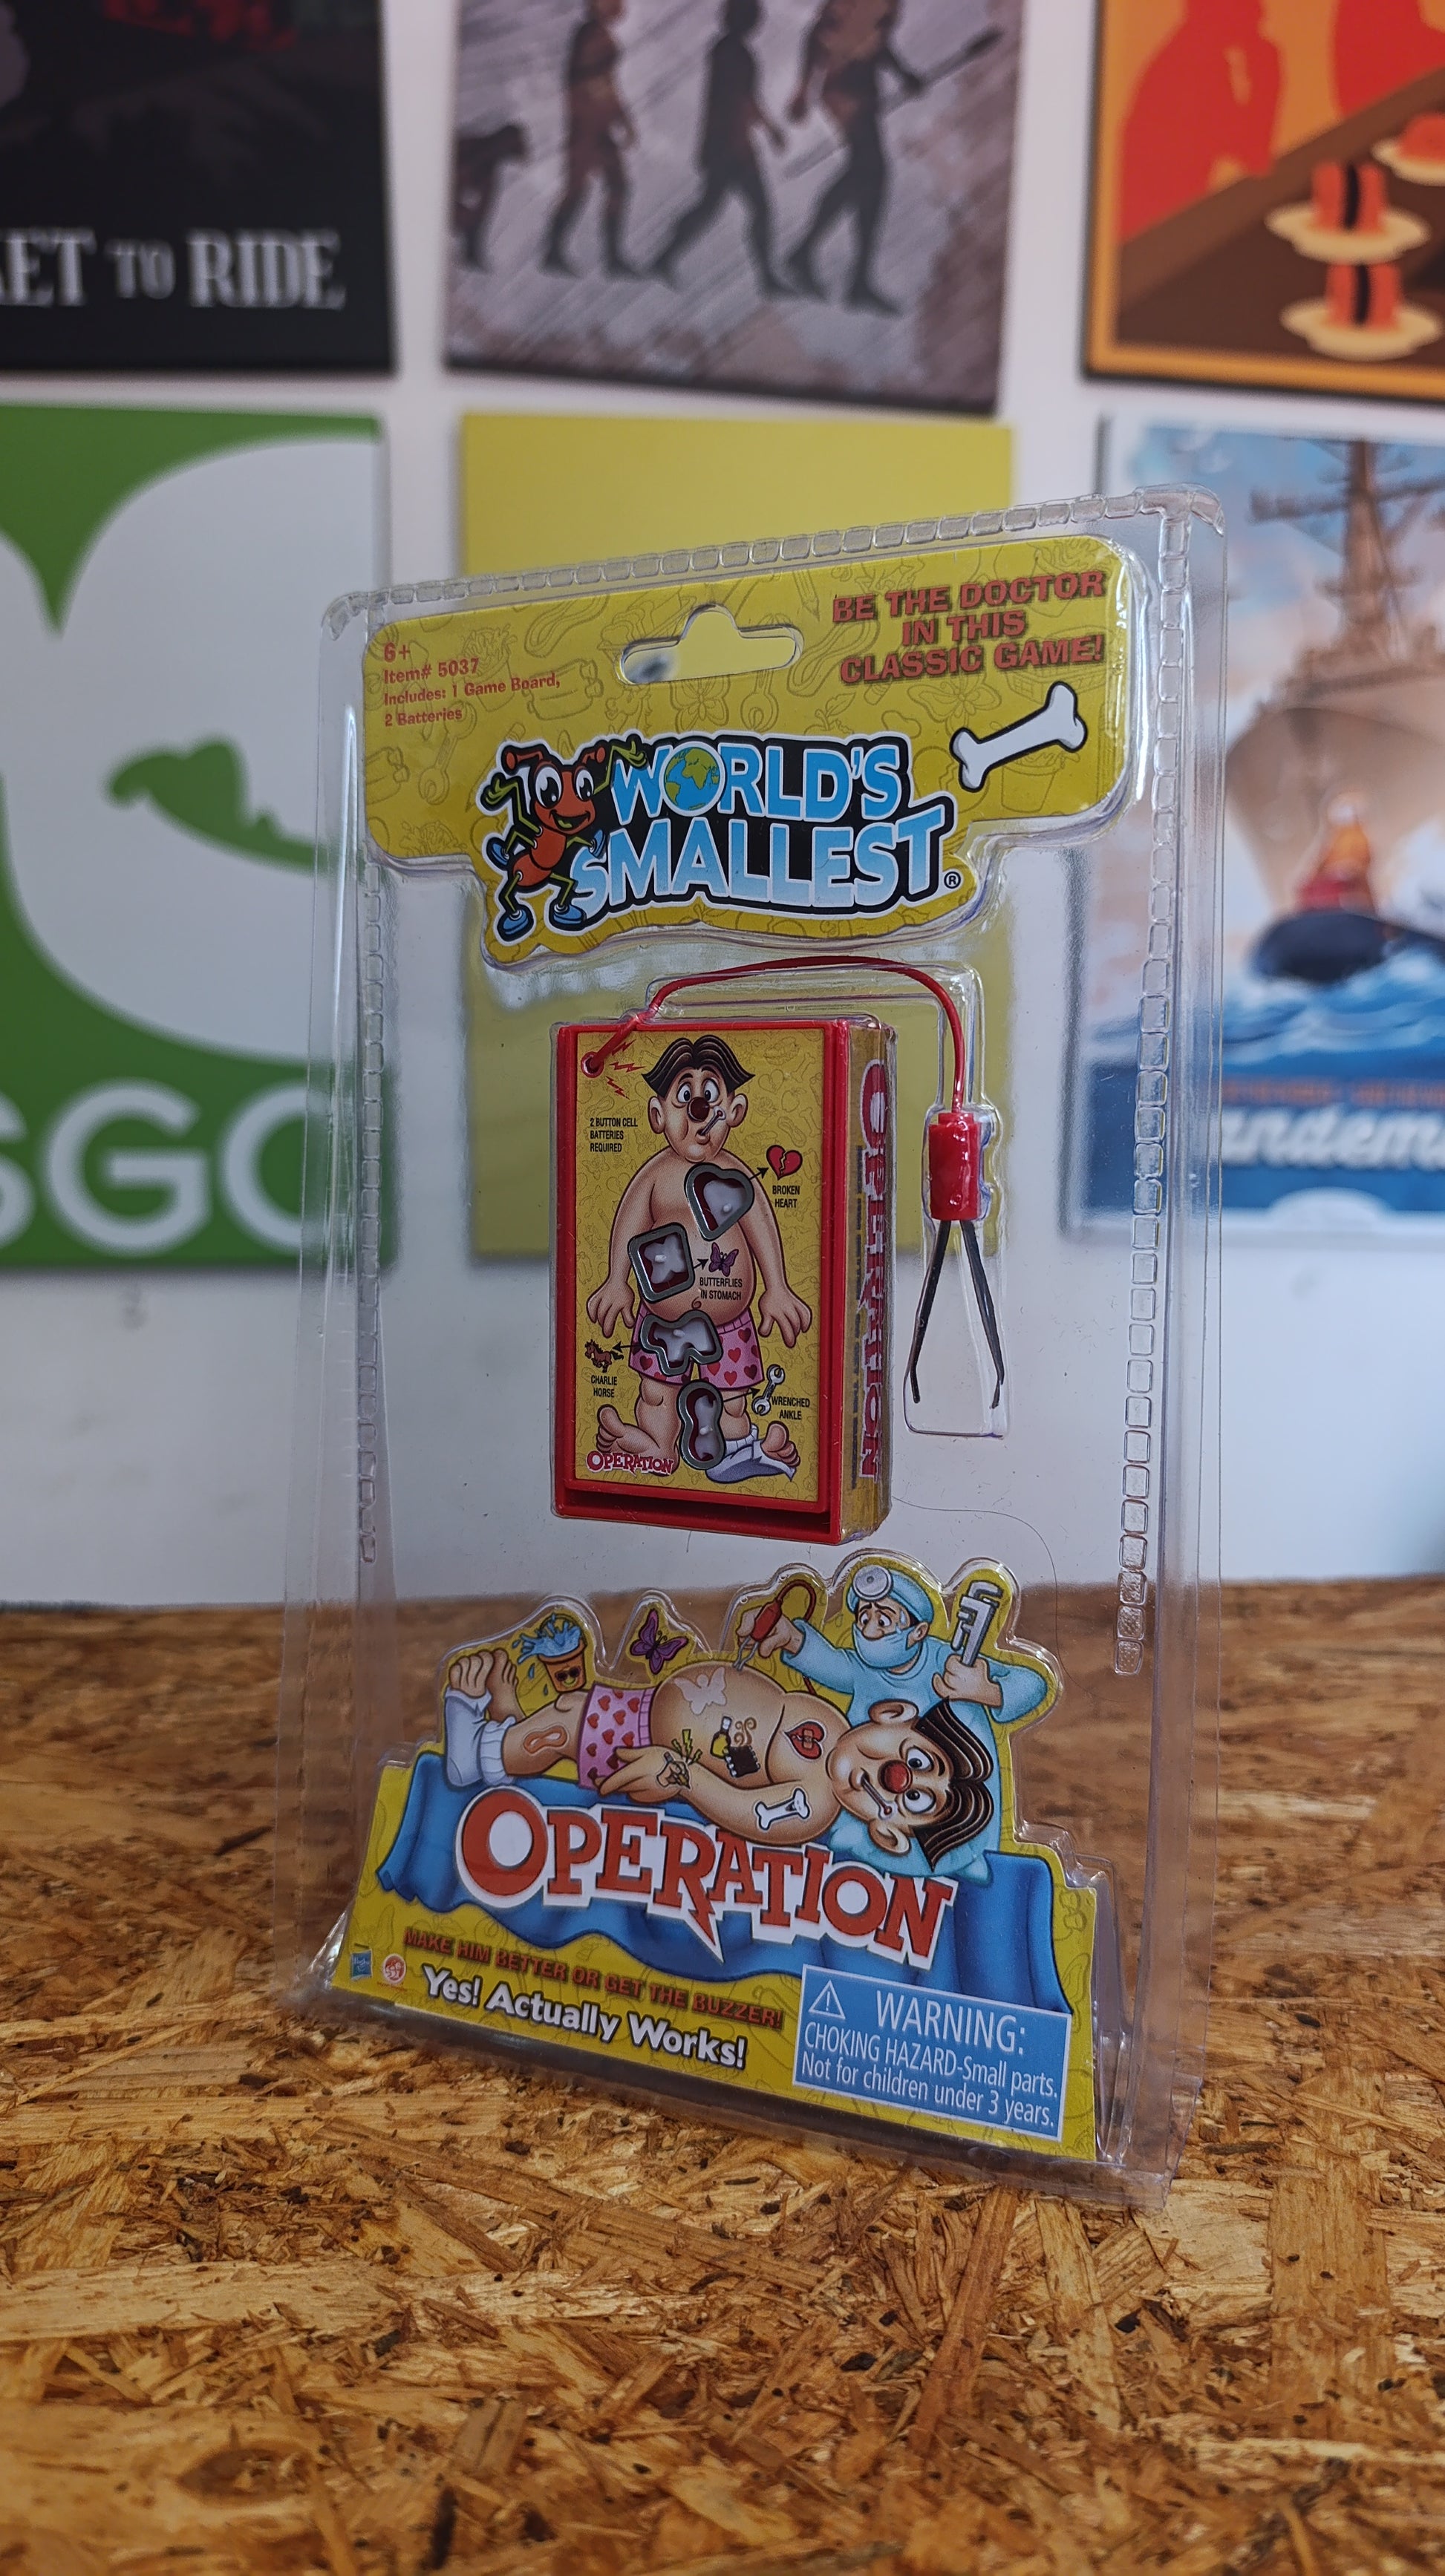 TO RIDE
6+
Item# 5037
Includes: 1 Game Board,
2 Batteries
BE THE DOCTOR
IN THIS
CLASSIC GAME!
WORLD'S
SMALLEST®
2 BUTTON CELL
BATTERIES
REQUIRED
BROKEN
HEART
BUTTERFLIES
IN STOMACH
CHARLIE
HORSE
WRENCHED
ANKLE
OPERATION
OPERATION
OPERATION
MAKE HIM BETTER OR GET THE BUZZER!
Yes! Actually Works!
WARNING:
CHOKING HAZARD-Small parts.
Not for children under 3 years.